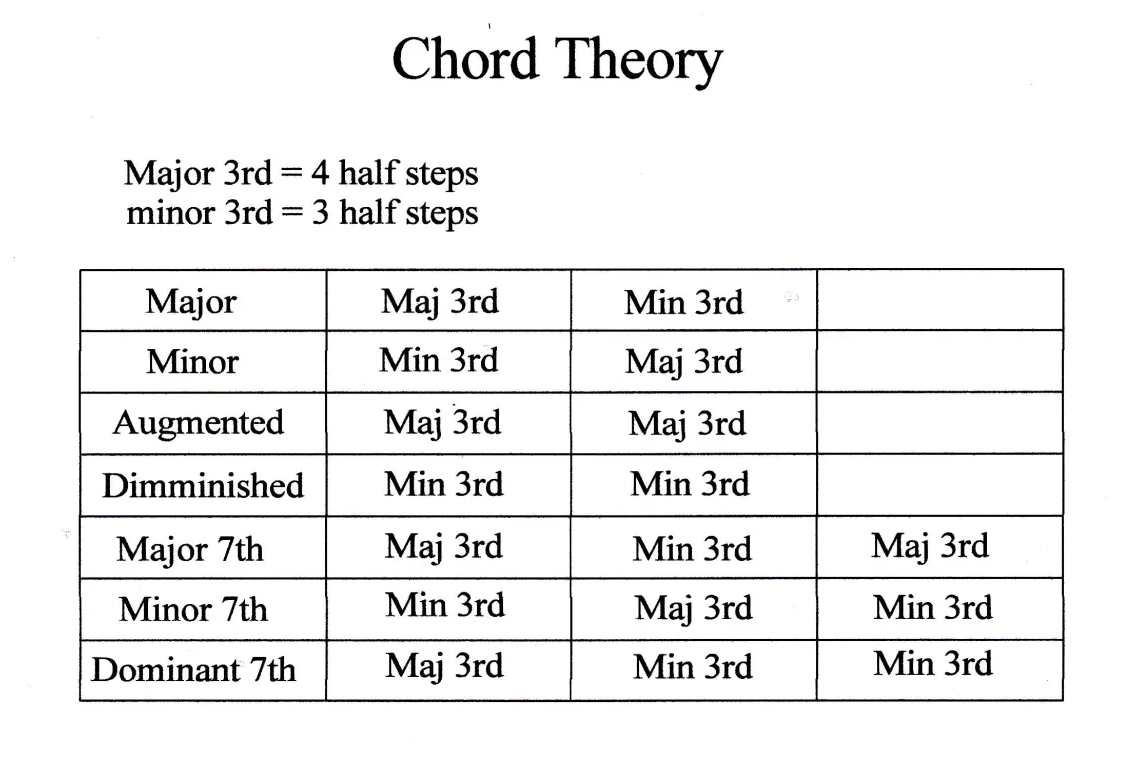 Chord Theory
Major 3rd = 4 half steps
minor 3rd = 3 half steps
Major Maj 3rd Min 3rd
Minor Min 3rd Maj 3rd
Augmented Maj 3rd Maj 3rd
Dimminished Min 3rd Min 3rd
Major 7th Maj 3rd Min 3rd Maj 3rd
Minor 7th Min 3rd Maj 3rd Min 3rd
Dominant 7th Maj 3rd Min 3rd Min 3rd